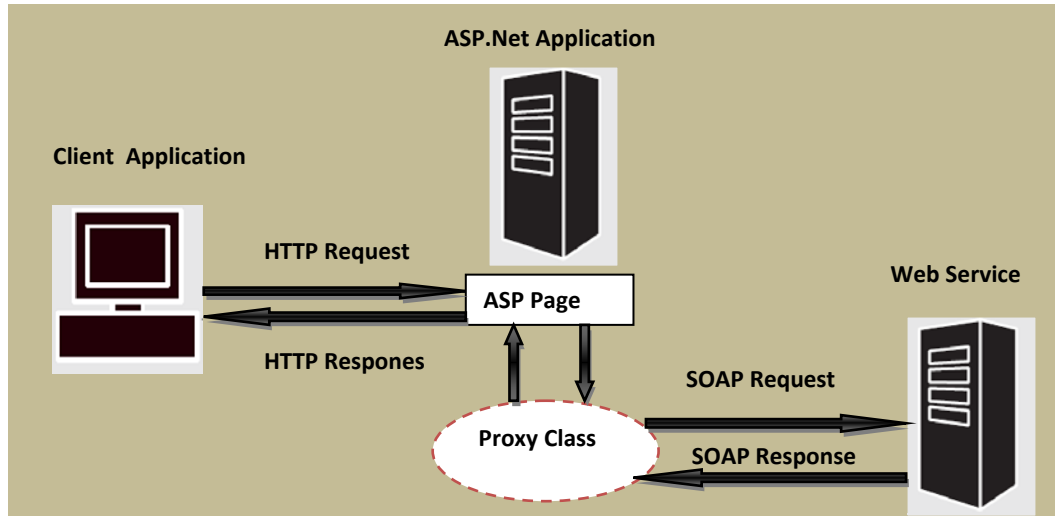 ASP.Net Application
Client  Application
HTTP Request
Web Service
ASP Page
HTTP Respones
SOAP Request
Proxy Class
SOAP Response